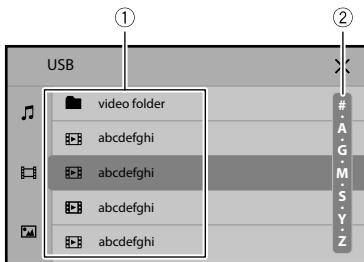 ① ②
USB ✕
video folder
abcdefghi
abcdefghi
abcdefghi
abcdefghi
#
·
A
·
G
·
M
·
S
·
Y
·
Z